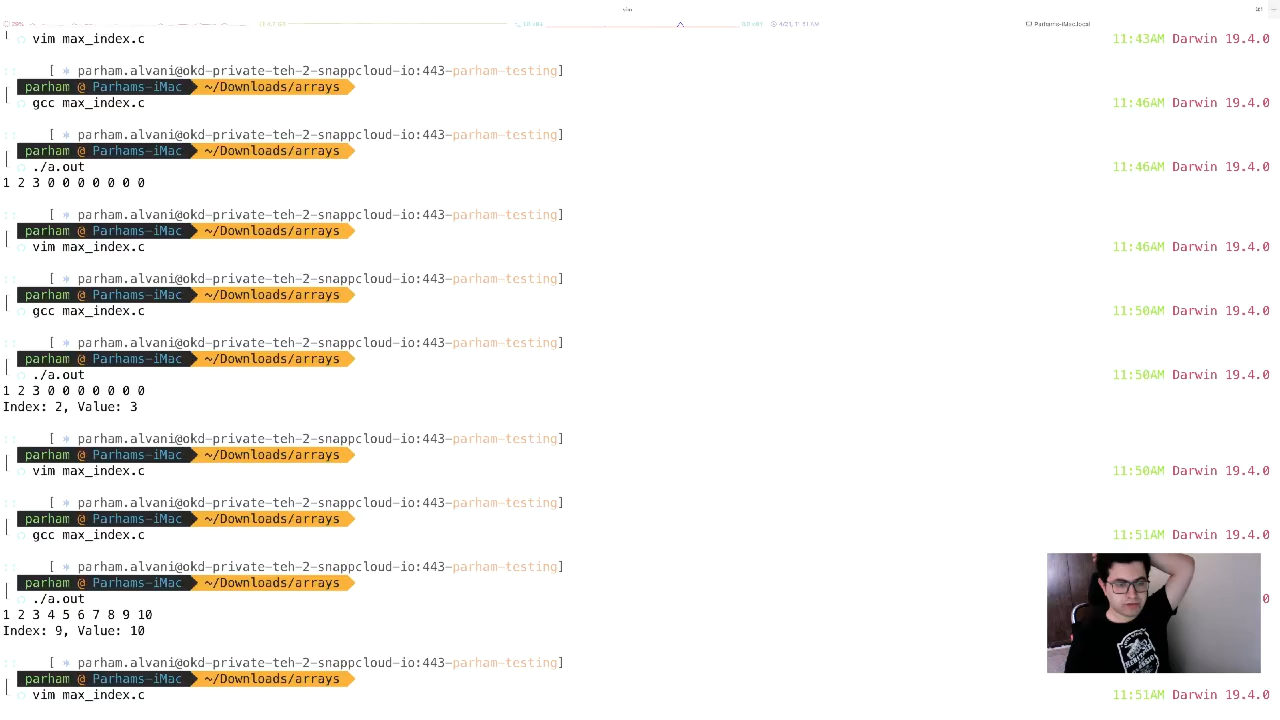 vim
29%
4/21, 11:51 AM
Parhams-iMac.local
vim max_index.c 11:43AM Darwin 19.4.0
[ * parham.alvani@okd-private-teh-2-snappcloud-io:443-parham-testing]
parham @ Parhams-iMac ~/Downloads/arrays
gcc max_index.c 11:46AM Darwin 19.4.0
[ * parham.alvani@okd-private-teh-2-snappcloud-io:443-parham-testing]
parham @ Parhams-iMac ~/Downloads/arrays
./a.out 11:46AM Darwin 19.4.0
1 2 3 0 0 0 0 0 0 0
[ * parham.alvani@okd-private-teh-2-snappcloud-io:443-parham-testing]
parham @ Parhams-iMac ~/Downloads/arrays
vim max_index.c 11:46AM Darwin 19.4.0
[ * parham.alvani@okd-private-teh-2-snappcloud-io:443-parham-testing]
parham @ Parhams-iMac ~/Downloads/arrays
gcc max_index.c 11:50AM Darwin 19.4.0
[ * parham.alvani@okd-private-teh-2-snappcloud-io:443-parham-testing]
parham @ Parhams-iMac ~/Downloads/arrays
./a.out 11:50AM Darwin 19.4.0
1 2 3 0 0 0 0 0 0 0
Index: 2, Value: 3
[ * parham.alvani@okd-private-teh-2-snappcloud-io:443-parham-testing]
parham @ Parhams-iMac ~/Downloads/arrays
vim max_index.c 11:50AM Darwin 19.4.0
[ * parham.alvani@okd-private-teh-2-snappcloud-io:443-parham-testing]
parham @ Parhams-iMac ~/Downloads/arrays
gcc max_index.c 11:51AM Darwin 19.4.0
[ * parham.alvani@okd-private-teh-2-snappcloud-io:443-parham-testing]
parham @ Parhams-iMac ~/Downloads/arrays
./a.out 0
1 2 3 4 5 6 7 8 9 10
Index: 9, Value: 10
[ * parham.alvani@okd-private-teh-2-snappcloud-io:443-parham-testing]
parham @ Parhams-iMac ~/Downloads/arrays
vim max_index.c 11:51AM Darwin 19.4.0